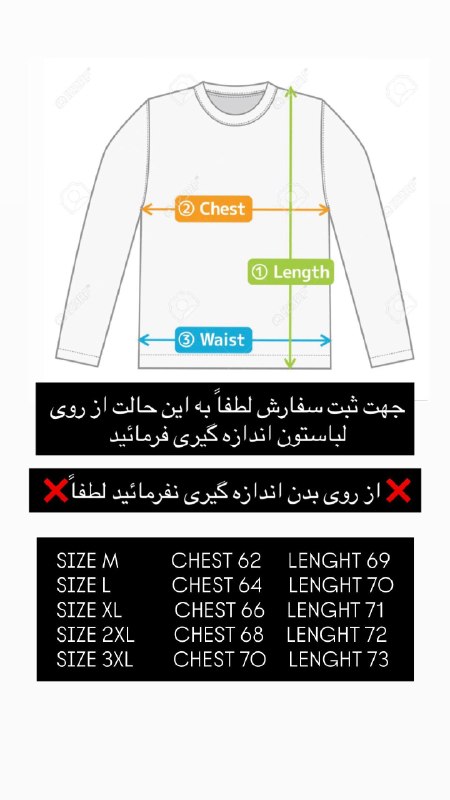 ② Chest
① Length
③ Waist
جهت ثبت سفارش لطفاً به این حالت از روی
لباستون اندازه گیری فرمائید
❌از روی بدن اندازه گیری نفرمائید لطفاً❌
SIZE M CHEST 62 LENGHT 69
SIZE L CHEST 64 LENGHT 70
SIZE XL CHEST 66 LENGHT 71
SIZE 2XL CHEST 68 LENGHT 72
SIZE 3XL CHEST 70 LENGHT 73